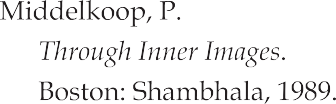 Middelkoop, P.
Through Inner Images.
Boston: Shambhala, 1989.